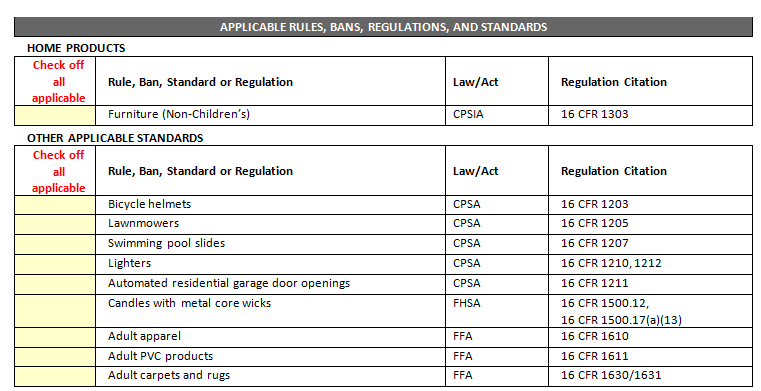 APPLICABLE RULES, BANS, REGULATIONS, AND STANDARDS
HOME PRODUCTS
Check off
all
applicable
Rule, Ban, Standard or Regulation
Law/Act
Regulation Citation
Furniture (Non-Children's) CPSIA 16 CFR 1303
OTHER APPLICABLE STANDARDS
Check off
all
applicable
Rule, Ban, Standard or Regulation
Law/Act
Regulation Citation
Bicycle helmets CPSA 16 CFR 1203
Lawnmowers CPSA 16 CFR 1205
Swimming pool slides CPSA 16 CFR 1207
Lighters CPSA 16 CFR 1210, 1212
Automated residential garage door openings CPSA 16 CFR 1211
Candles with metal core wicks FHSA 16 CFR 1500.12,
16 CFR 1500.17(a)(13)
Adult apparel FFA 16 CFR 1610
Adult PVC products FFA 16 CFR 1611
Adult carpets and rugs FFA 16 CFR 1630/1631